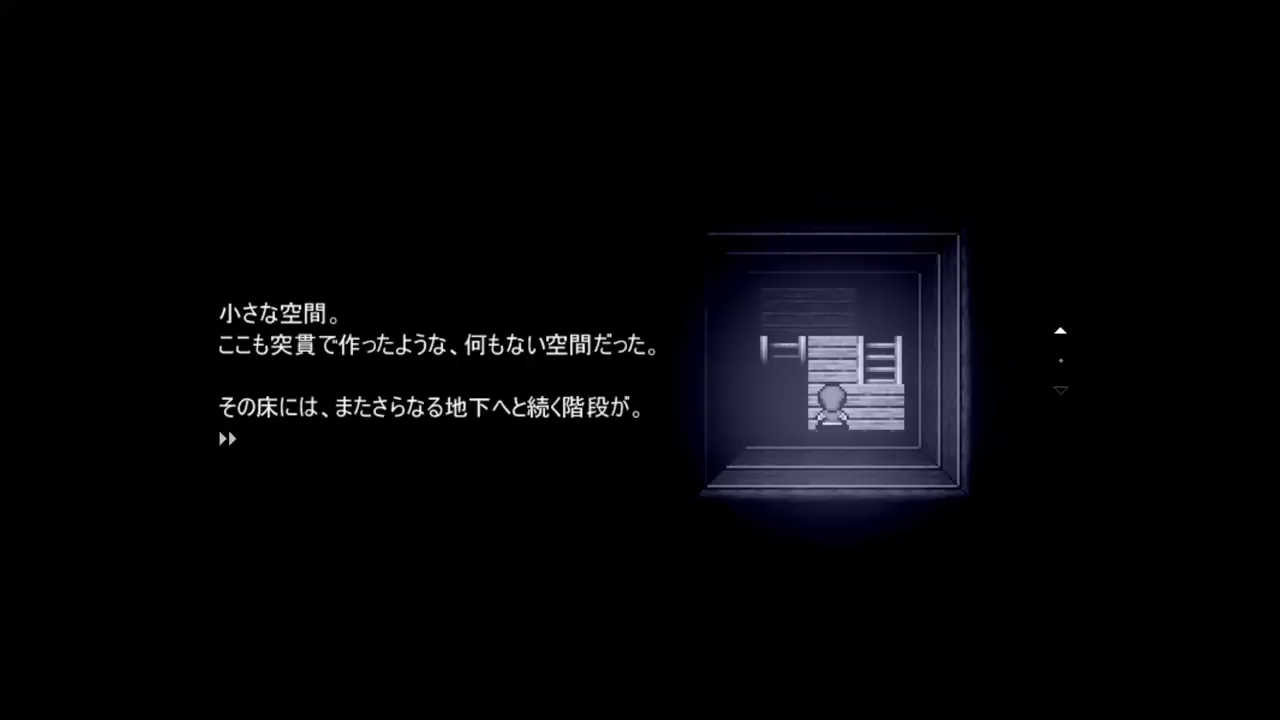 小さな空間。
ここも突貫で作ったような、何もない空間だった。
その床には、またさらなる地下へと続く階段が。